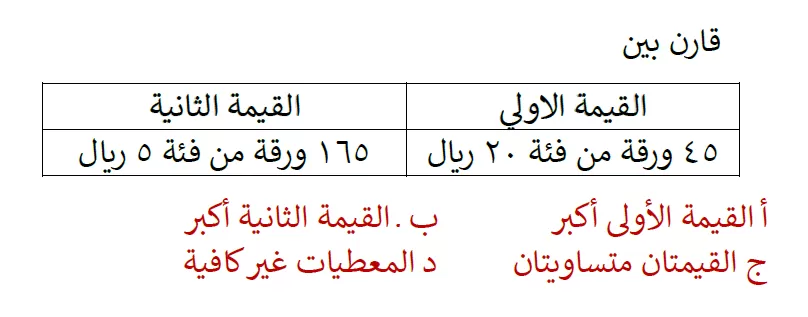 قارن بين
القيمة الاولي القيمة الثانية
٤٥ ورقة من فئة ٢٠ ريال ١٦٥ ورقة من فئة ٥ ريال
أ القيمة الأولى أكبر ب . القيمة الثانية أكبر
ج القيمتان متساويتان د المعطيات غير كافية